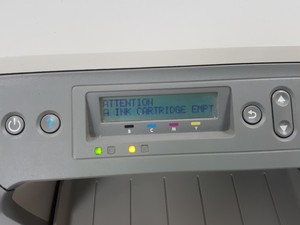 ATTENTION
A INK CARTRIDGE EMPT